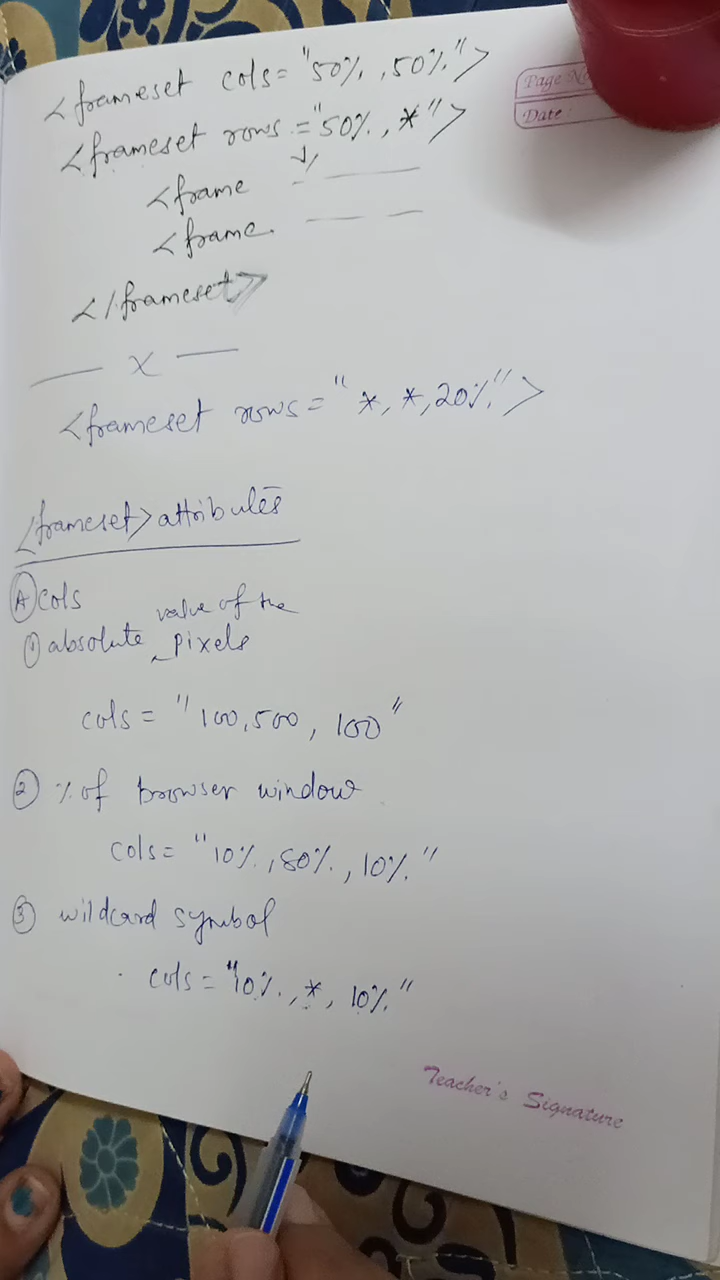 Page No
Date :
<frameset cols="50%,50%">
<frameset rows="50%,*">
<frame
<frame.
</frameset>
x
<frameset rows="*,*,20%">
<frameset> attributes
A cols
① absolute value of the pixels
cols = "100,500, 100"
② % of browser window
cols = "10%,80%,10%"
③ wildcard symbol
cols = "10%,*,10%"
Teacher's Signature